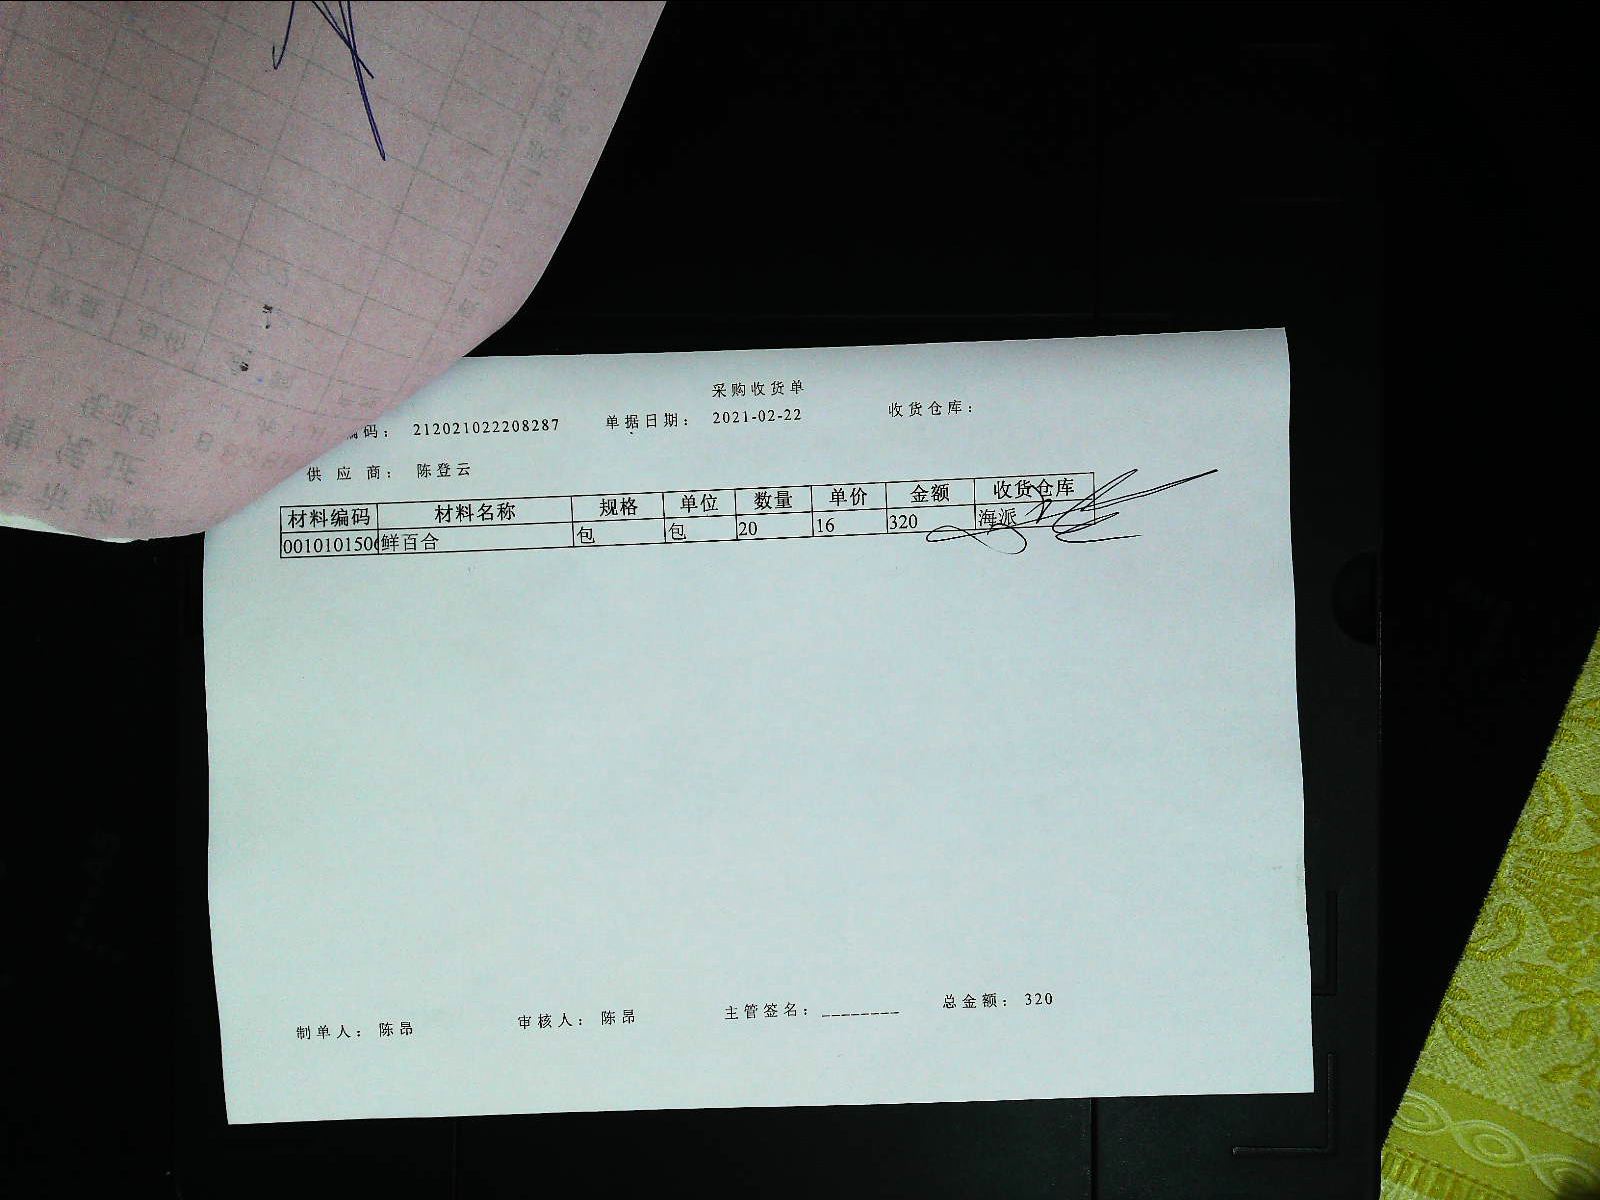 采购收货单
编码： 212021022208287 单据日期： 2021-02-22 收货仓库：
供应商： 陈登云
材料编码 材料名称 规格 单位 数量 单价 金额 收货仓库
0010101506 鲜百合 包 包 20 16 320 海派
制单人： 陈昂 审核人： 陈昂 主管签名：________ 总金额： 320